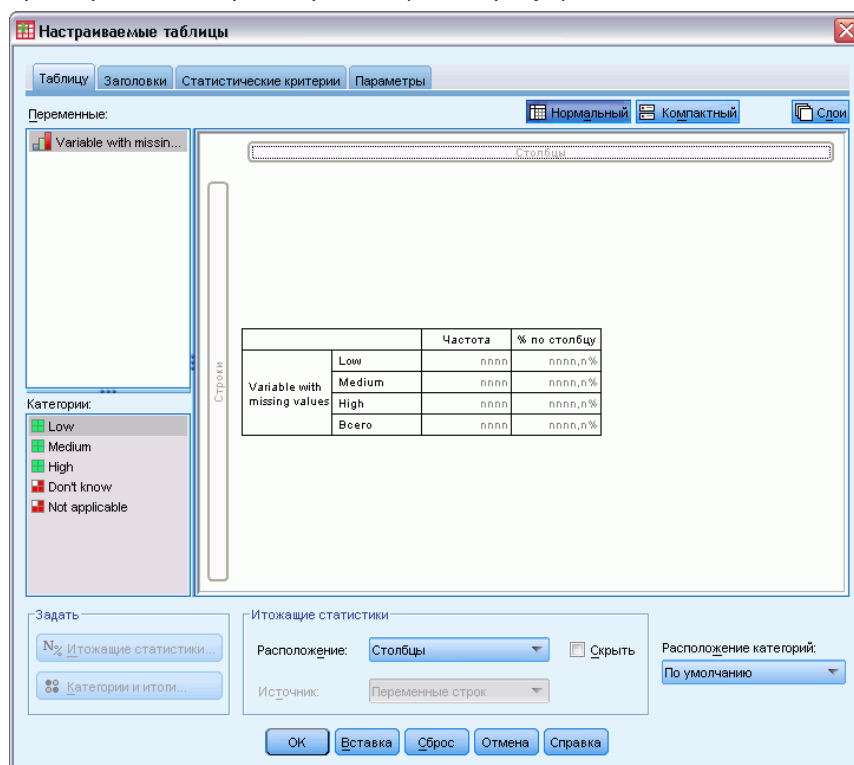 Настраиваемые таблицы
Таблицу Заголовки Статистические критерии Параметры
Переменные:
Нормальный Компактный Слои
Variable with missin...
Столбцы
Строки
Частота % по столбцу
Variable with missing values
Low nnnn nnnn,n%
Medium nnnn nnnn,n%
High nnnn nnnn,n%
Всего nnnn nnnn,n%
Категории:
Low
Medium
High
Don't know
Not applicable
Задать
N% Итожащие статистики...
Категории и итоги...
Итожащие статистики
Расположение: Столбцы Скрыть
Источник: Переменные строк
Расположение категорий:
По умолчанию
OK Вставка Сброс Отмена Справка